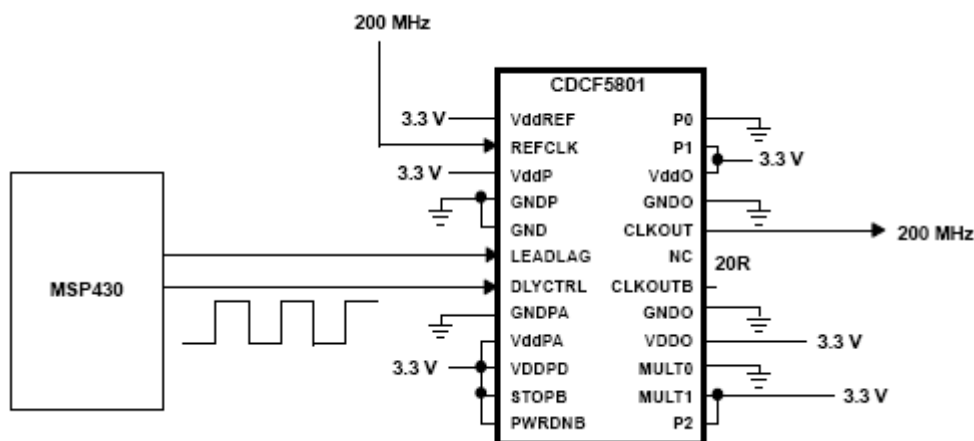 200 MHz
CDCF5801
3.3 V
VddREF
P0
REFCLK
P1
3.3 V
3.3 V
VddP
VddO
GNDP
GNDO
GND
CLKOUT
200 MHz
LEADLAG
NC
20R
MSP430
DLYCTRL
CLKOUTB
GNDPA
GNDO
VddPA
VDDO
3.3 V
3.3 V
VDDPD
MULT0
STOPB
MULT1
3.3 V
PWRDNB
P2